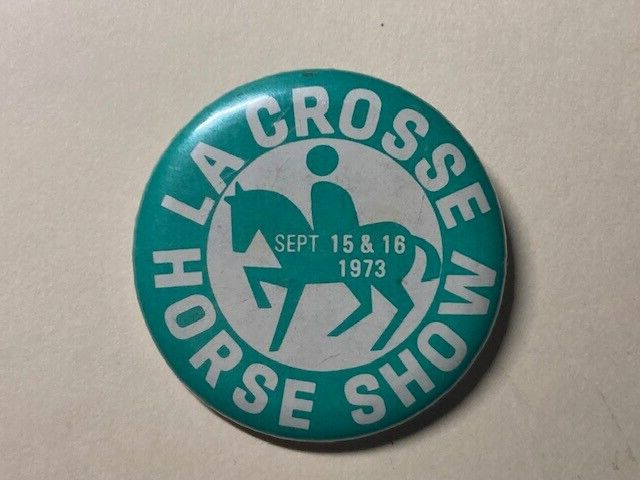 LA CROSSE
SEPT 15 & 16
1973
HORSE SHOW